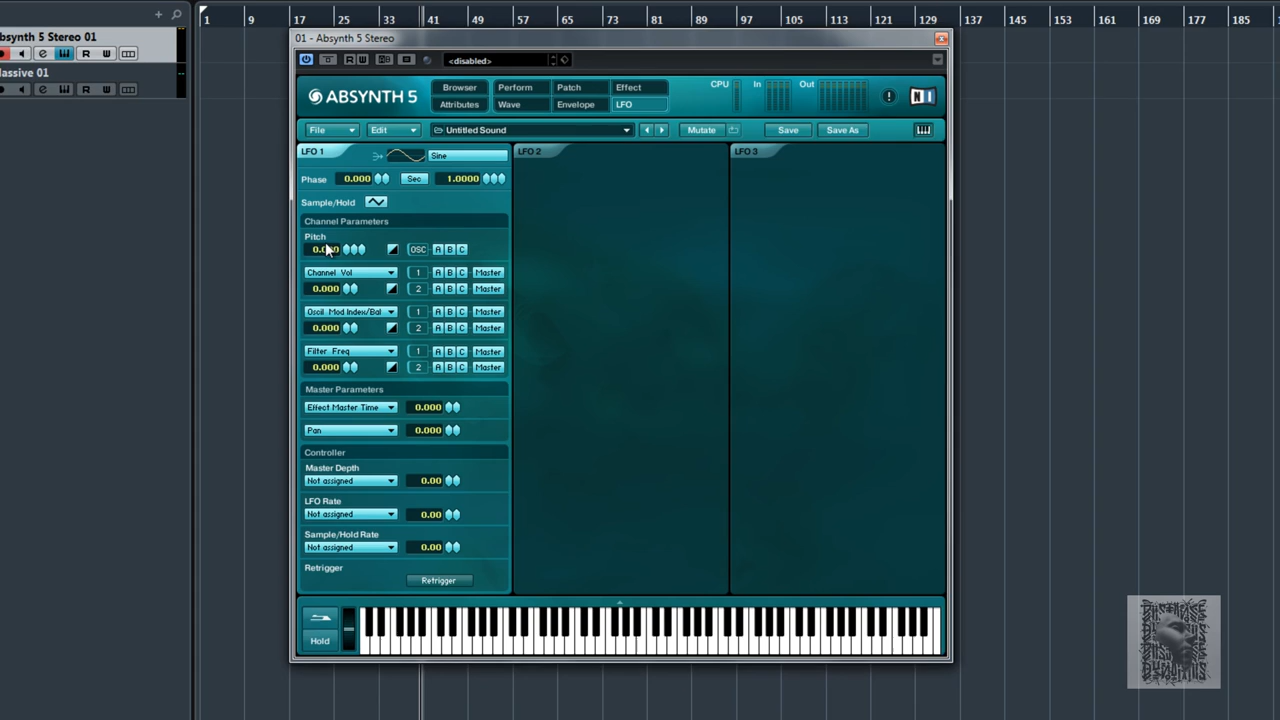 1 9 17 25 33 41 49 57 65 73 81 89 97 105 113 121 129 137 145 153 161 169 177 185
01 - Absynth 5 Stereo
bsynth 5 Stereo 01
R W
assive 01
R W
R W <disabled>
ABSYNTH 5
Browser Perform Patch Effect
Attributes Wave Envelope LFO
CPU In Out
! N I
File Edit Untitled Sound Mutate Save Save As
LFO 1 Sine LFO 2 LFO 3
Phase 0.000 Sec 1.0000
Sample/Hold
Channel Parameters
Pitch
OSC A B C
Channel Vol 1 A B C Master
0.000 2 A B C Master
Oscil Mod Index/Bal 1 A B C Master
0.000 2 A B C Master
Filter Freq 1 A B C Master
0.000 2 A B C Master
Master Parameters
Effect Master Time 0.000
Pan 0.000
Controller
Master Depth
Not assigned 0.00
LFO Rate
Not assigned 0.00
Sample/Hold Rate
Not assigned 0.00
Retrigger
Retrigger
Hold